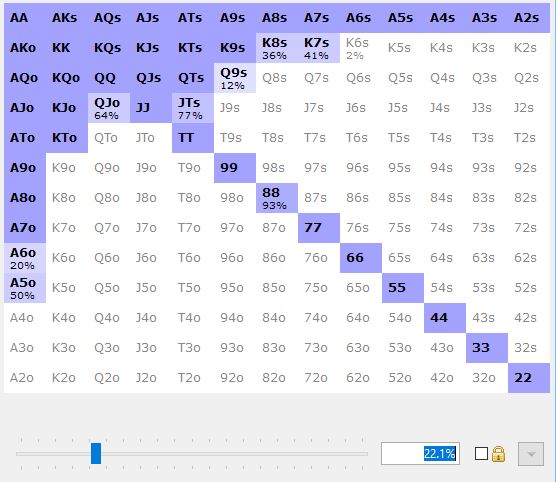 AA AKs AQs AJs ATs A9s A8s A7s A6s A5s A4s A3s A2s
AKo KK KQs KJs KTs K9s K8s K7s K6s K5s K4s K3s K2s
36% 41% 2%
AQo KQo QQ QJs QTs Q9s Q8s Q7s Q6s Q5s Q4s Q3s Q2s
12%
AJo KJo QJo JJ JTs J9s J8s J7s J6s J5s J4s J3s J2s
64% 77%
ATo KTo QTo JTo TT T9s T8s T7s T6s T5s T4s T3s T2s
A9o K9o Q9o J9o T9o 99 98s 97s 96s 95s 94s 93s 92s
A8o K8o Q8o J8o T8o 98o 88 87s 86s 85s 84s 83s 82s
93%
A7o K7o Q7o J7o T7o 97o 87o 77 76s 75s 74s 73s 72s
A6o K6o Q6o J6o T6o 96o 86o 76o 66 65s 64s 63s 62s
20%
A5o K5o Q5o J5o T5o 95o 85o 75o 65o 55 54s 53s 52s
50%
A4o K4o Q4o J4o T4o 94o 84o 74o 64o 54o 44 43s 42s
A3o K3o Q3o J3o T3o 93o 83o 73o 63o 53o 43o 33 32s
A2o K2o Q2o J2o T2o 92o 82o 72o 62o 52o 42o 32o 22
22.1%